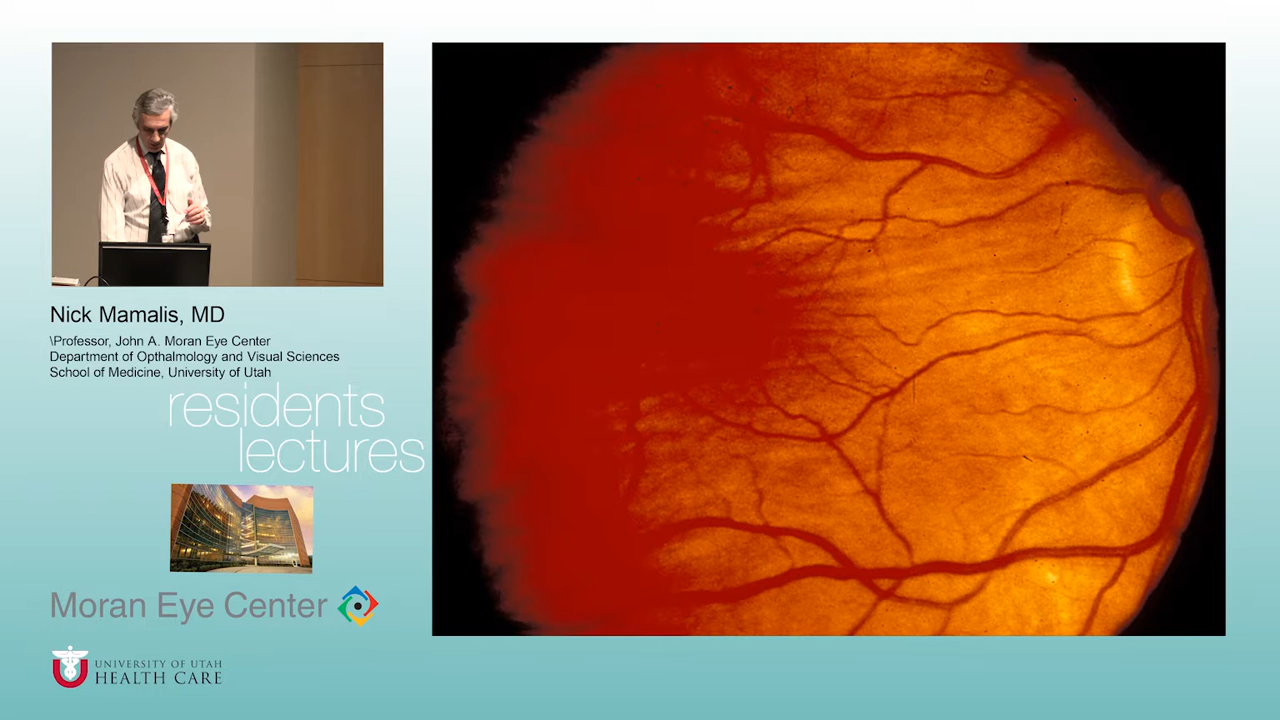 Nick Mamalis, MD
\Professor, John A. Moran Eye Center
Department of Opthalmology and Visual Sciences
School of Medicine, University of Utah
residents
lectures
Moran Eye Center
UNIVERSITY OF UTAH
HEALTH CARE